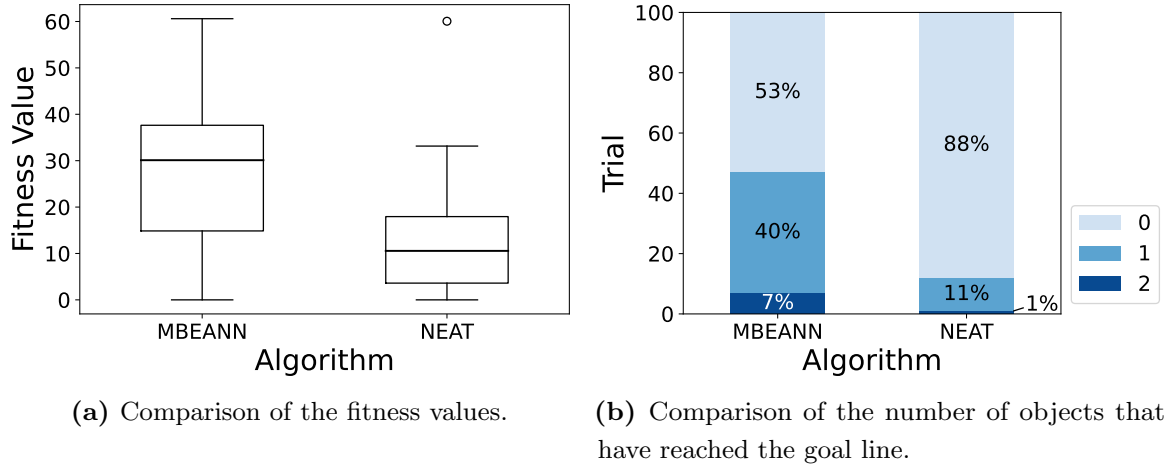 60
50
40
30
20
10
0
Fitness Value
MBEANN
NEAT
Algorithm
(a) Comparison of the fitness values.
100
80
60
40
20
0
Trial
53%
40%
7%
88%
11%
1%
MBEANN
NEAT
Algorithm
0
1
2
(b) Comparison of the number of objects that
have reached the goal line.